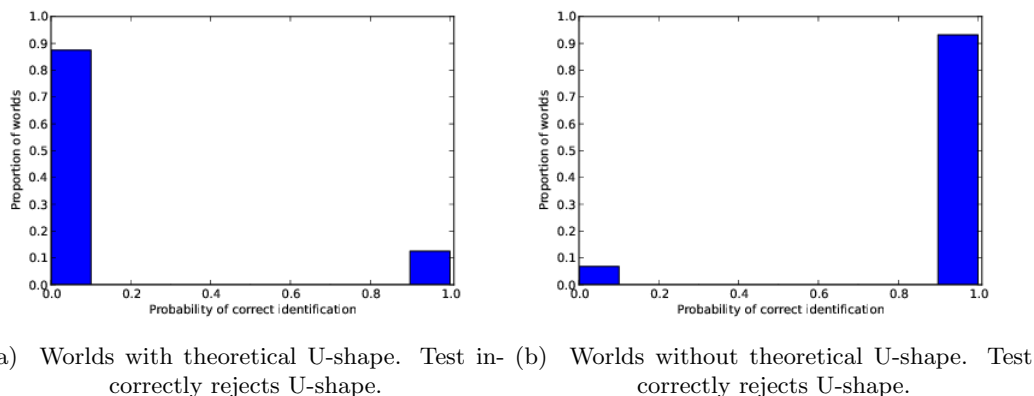 1.0
0.9
0.8
0.7
0.6
0.5
0.4
0.3
0.2
0.1
0.0
Proportion of worlds
0.0 0.2 0.4 0.6 0.8 1.0
Probability of correct identification
1.0
0.9
0.8
0.7
0.6
0.5
0.4
0.3
0.2
0.1
0.0
Proportion of worlds
0.0 0.2 0.4 0.6 0.8 1.0
Probability of correct identification
a) Worlds with theoretical U-shape. Test in-
correctly rejects U-shape.
(b) Worlds without theoretical U-shape. Test
correctly rejects U-shape.